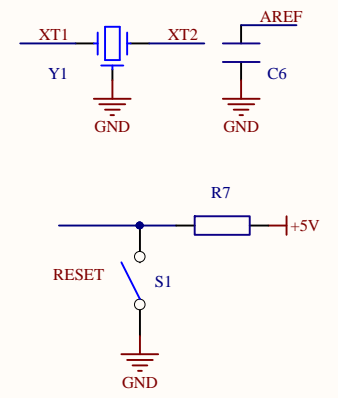 AREF
XT1
XT2
Y1
C6
GND
GND
R7
+5V
RESET
S1
GND